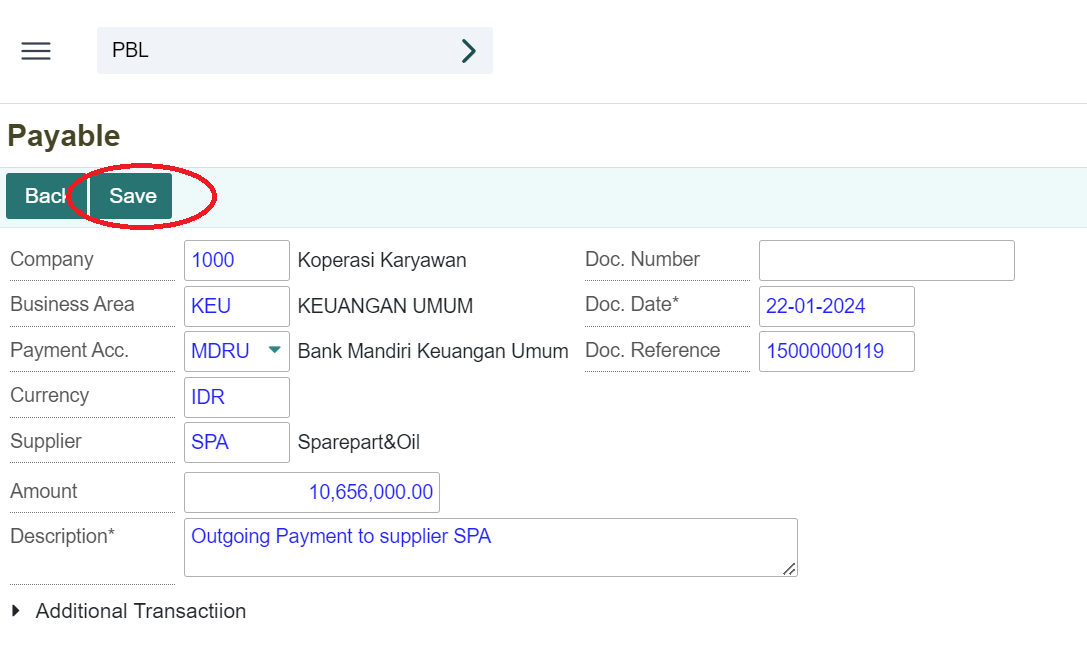 PBL
Payable
Back Save
Company 1000 Koperasi Karyawan Doc. Number
Business Area KEU KEUANGAN UMUM Doc. Date* 22-01-2024
Payment Acc. MDRU Bank Mandiri Keuangan Umum Doc. Reference 15000000119
Currency IDR
Supplier SPA Sparepart&Oil
Amount 10,656,000.00
Description* Outgoing Payment to supplier SPA
Additional Transactiion